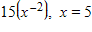 15(x⁻²), x = 5